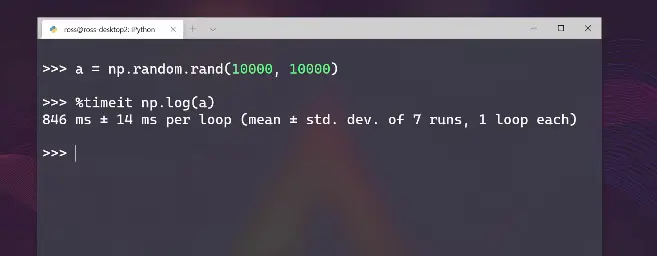 ross@ross-desktop2: IPython
>>> a = np.random.rand(10000, 10000)
>>> %timeit np.log(a)
846 ms ± 14 ms per loop (mean ± std. dev. of 7 runs, 1 loop each)
>>>